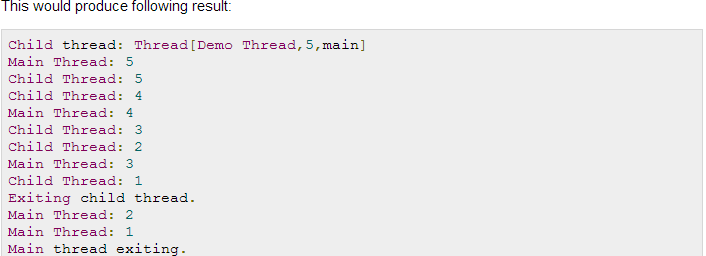 This would produce following result:
Child thread: Thread[Demo Thread,5,main]
Main Thread: 5
Child Thread: 5
Child Thread: 4
Main Thread: 4
Child Thread: 3
Child Thread: 2
Main Thread: 3
Child Thread: 1
Exiting child thread.
Main Thread: 2
Main Thread: 1
Main thread exiting.